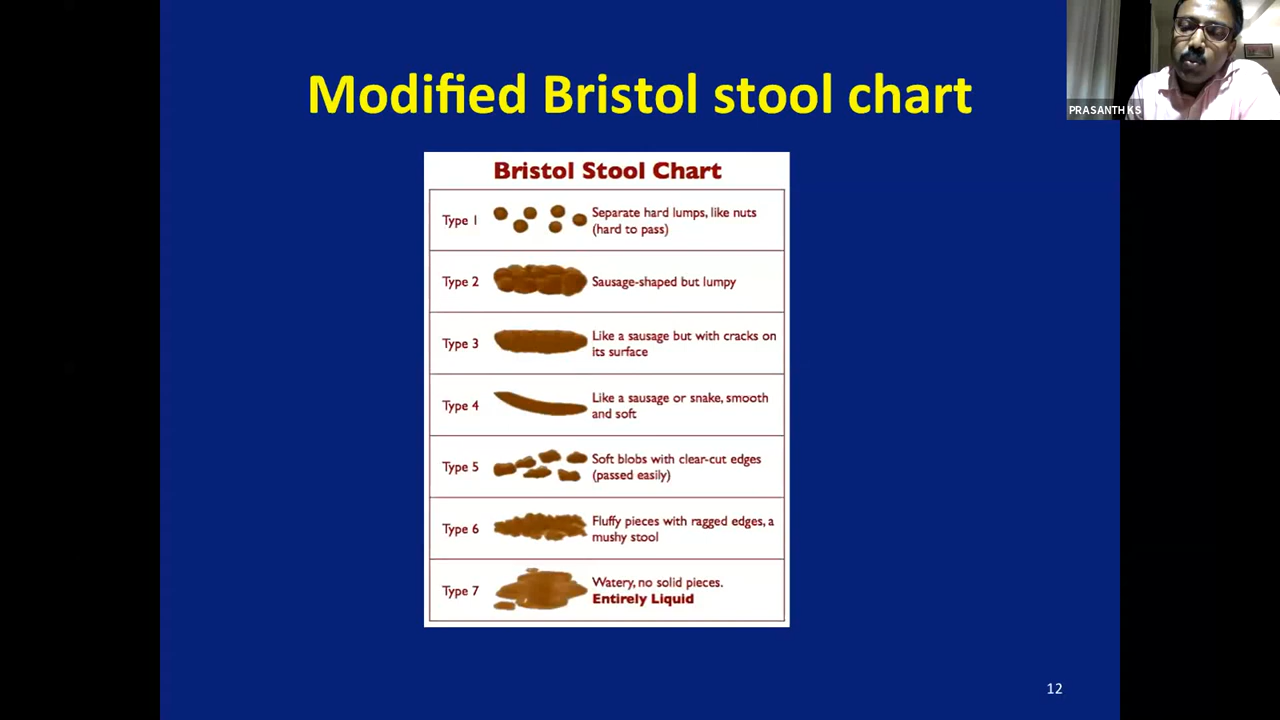 Modified Bristol stool chart
PRASANTH KS
Bristol Stool Chart
Type 1
Separate hard lumps, like nuts
(hard to pass)
Type 2
Sausage-shaped but lumpy
Type 3
Like a sausage but with cracks on
its surface
Type 4
Like a sausage or snake, smooth
and soft
Type 5
Soft blobs with clear-cut edges
(passed easily)
Type 6
Fluffy pieces with ragged edges, a
mushy stool
Type 7
Watery, no solid pieces.
Entirely Liquid
12